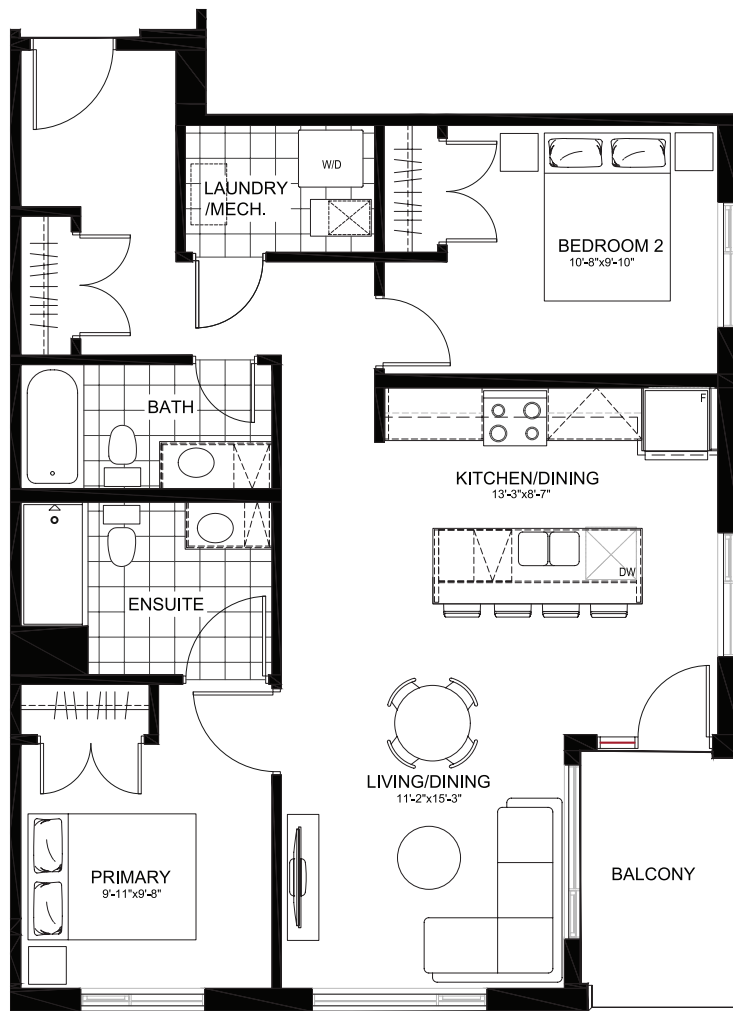 W/D
LAUNDRY
/MECH.
BEDROOM 2
10'-8"x9'-10"
BATH
F
KITCHEN/DINING
13'-3"x8'-7"
DW
ENSUITE
LIVING/DINING
11'-2"x15'-3"
PRIMARY
9'-11"x9'-8"
BALCONY